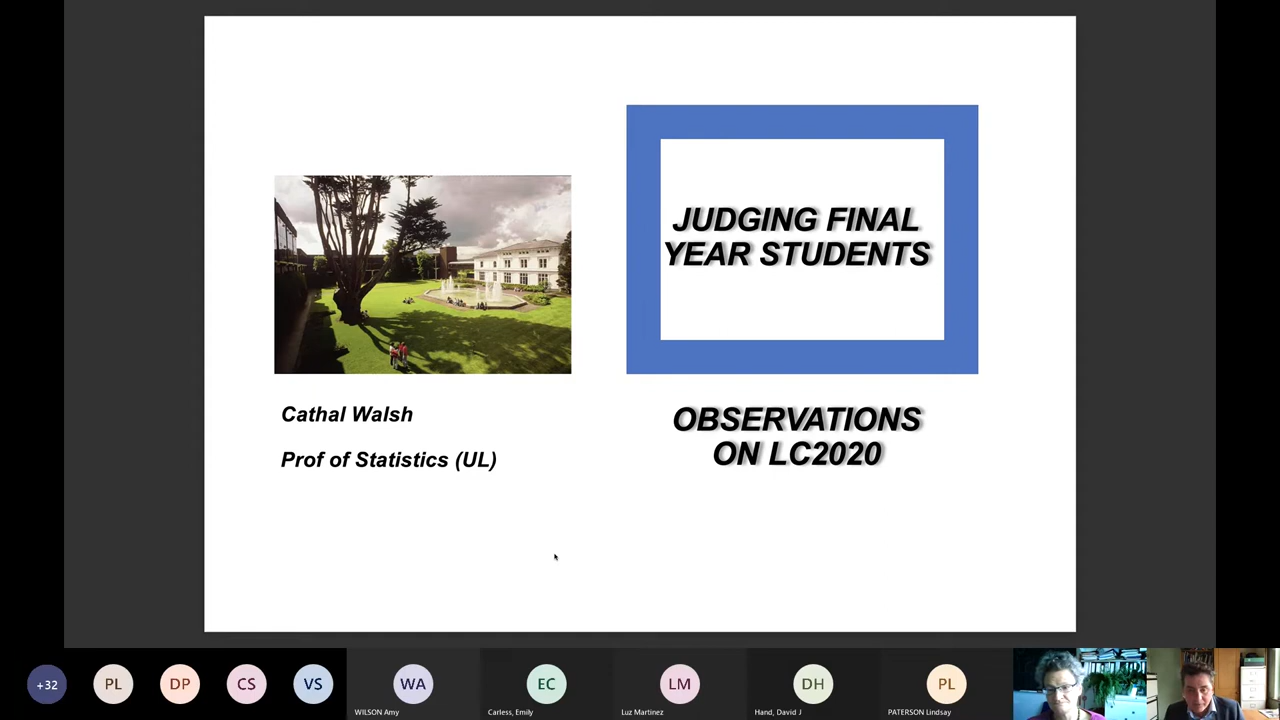 JUDGING FINAL
YEAR STUDENTS
Cathal Walsh
Prof of Statistics (UL)
OBSERVATIONS
ON LC2020
+32
PL
DP
CS
VS
WA
WILSON Amy
EC
Carless, Emily
LM
Luz Martinez
DH
Hand, David J
PL
PATERSON Lindsay